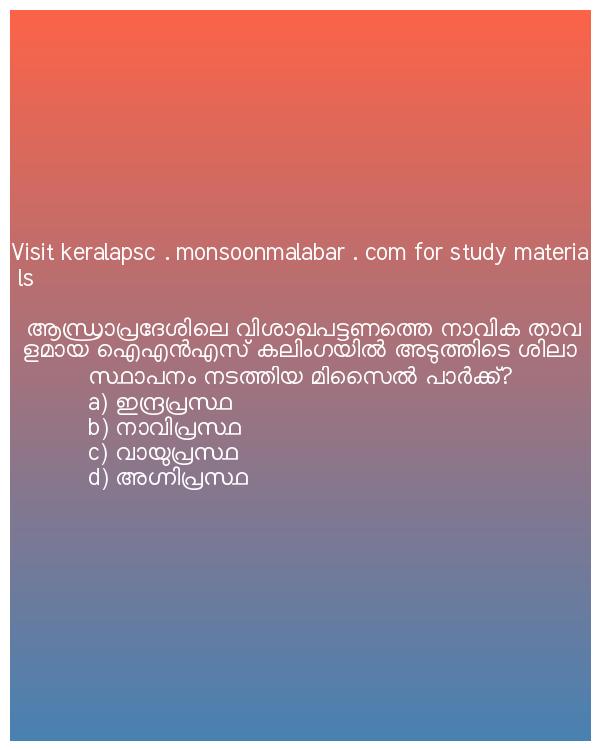 Visit keralapsc . monsoonmalabar . com for study materia
ls
ആന്ധ്രാപ്രദേശിലെ വിശാഖപട്ടണത്തെ നാവിക താവ
ളമായ ഐഎൻഎസ് കലിംഗയിൽ അടുത്തിടെ ശിലാ
സ്ഥാപനം നടത്തിയ മിസൈൽ പാർക്ക്?
a) ഇന്ദ്രപ്രസ്ഥ
b) നാവിപ്രസ്ഥ
c) വായുപ്രസ്ഥ
d) അഗ്നിപ്രസ്ഥ